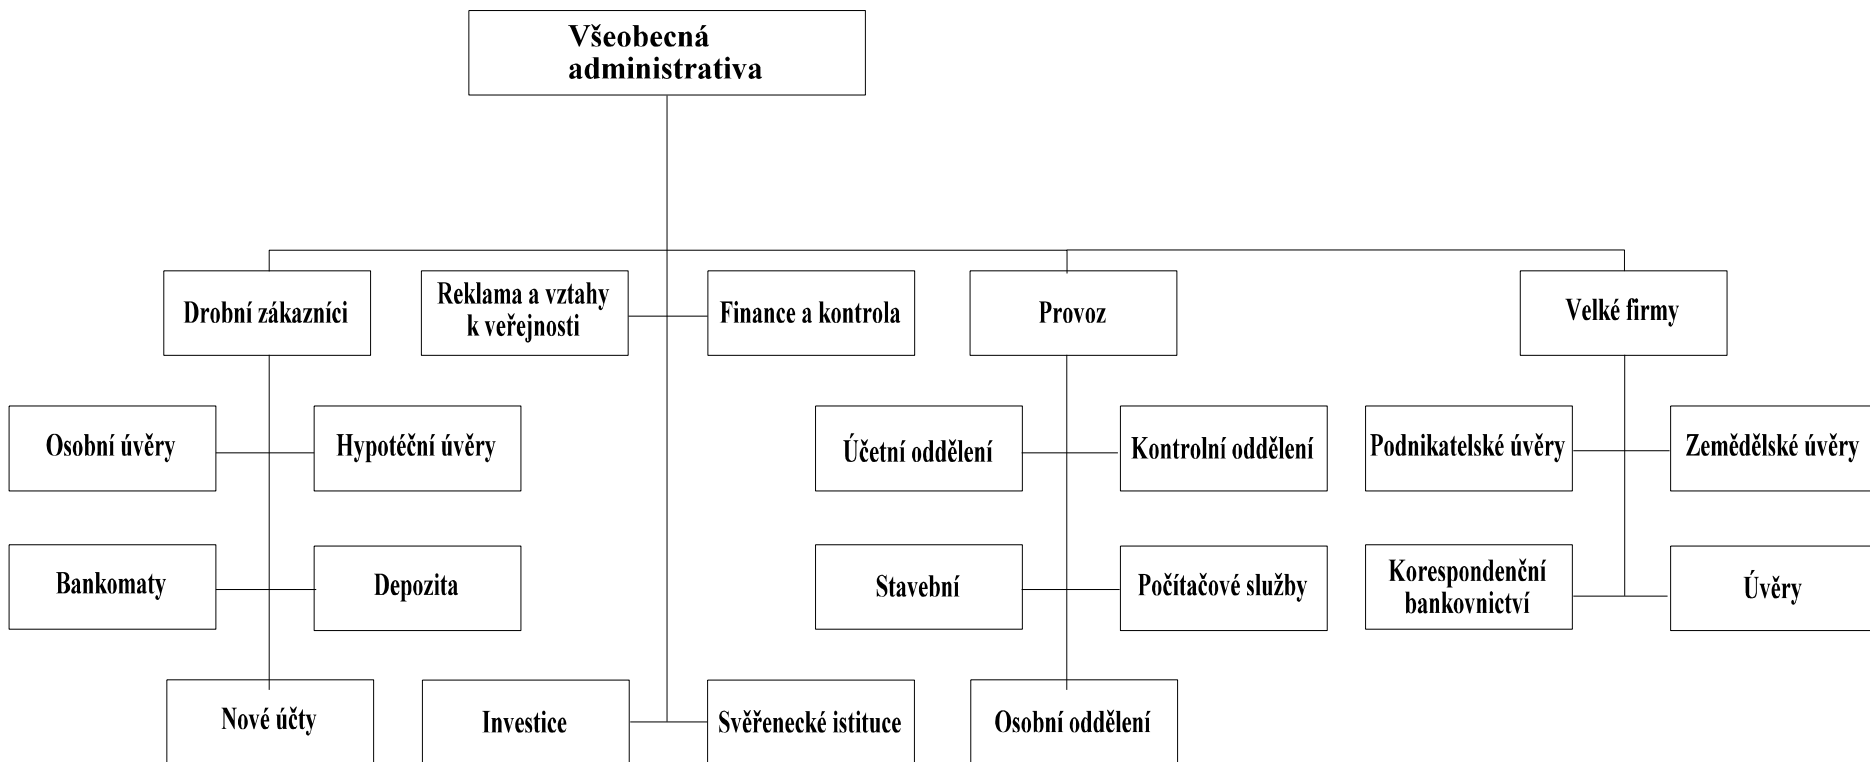 Všeobecná
administrativa
Drobní zákazníci
Reklama a vztahy
k veřejnosti
Finance a kontrola
Provoz
Velké firmy
Osobní úvěry
Hypotéční úvěry
Účetní oddělení
Kontrolní oddělení
Podnikatelské úvěry
Zemědělské úvěry
Bankomaty
Depozita
Stavební
Počítačové služby
Korespondenční
bankovnictví
Úvěry
Nové účty
Investice
Svěřenecké istituce
Osobní oddělení